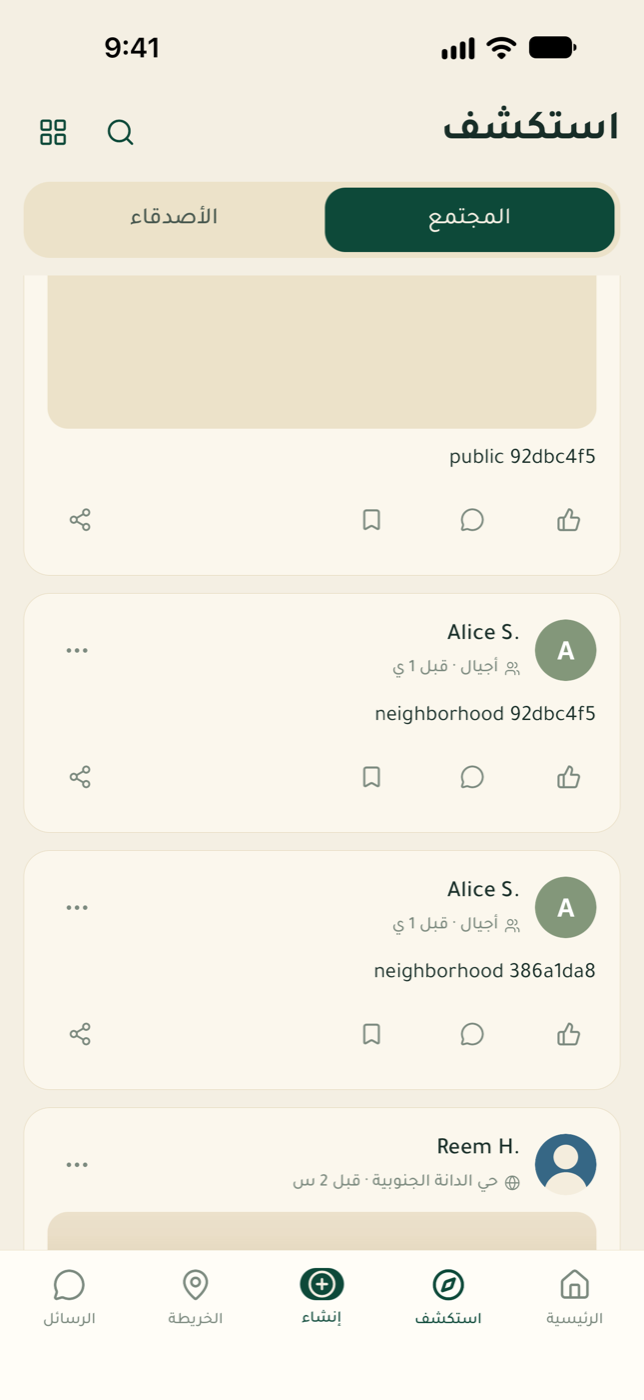 9:41
استكشف
المجتمع
الأصدقاء
public 92dbc4f5
Alice S.
A
أجيال · قبل 1 ي
neighborhood 92dbc4f5
Alice S.
A
أجيال · قبل 1 ي
neighborhood 386a1da8
Reem H.
حي الدانة الجنوبية · قبل 2 س
الرئيسية
استكشف
إنشاء
الخريطة
الرسائل